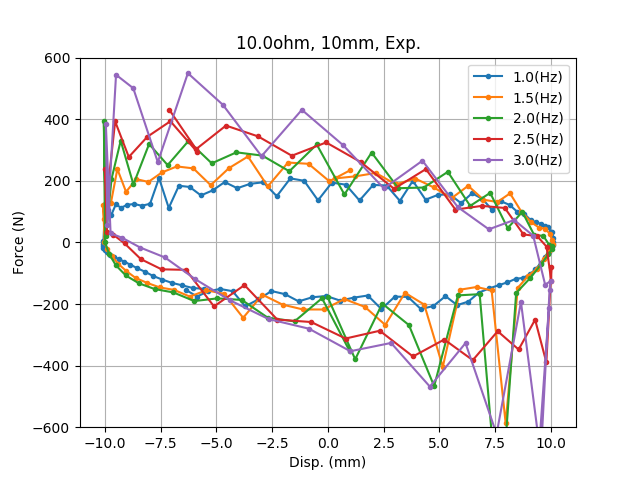 10.0ohm, 10mm, Exp.
1.0(Hz)
1.5(Hz)
2.0(Hz)
2.5(Hz)
3.0(Hz)
600
400
200
0
−200
−400
−600
Force (N)
−10.0 −7.5 −5.0 −2.5 0.0 2.5 5.0 7.5 10.0
Disp. (mm)